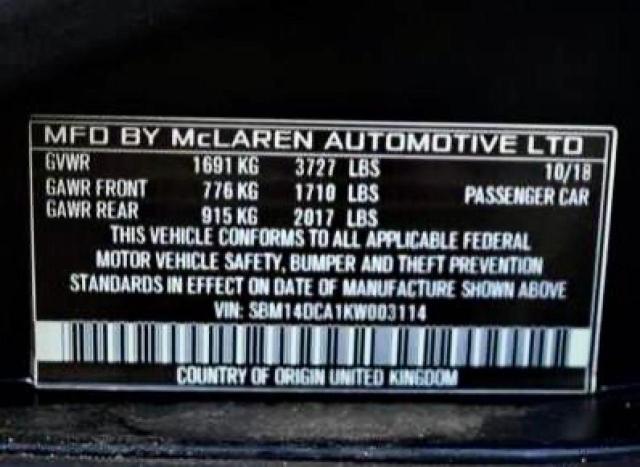 MFD BY McLAREN AUTOMOTIVE LTD
GVWR 1691 KG 3727 LBS 10/18
GAWR FRONT 776 KG 1710 LBS PASSENGER CAR
GAWR REAR 915 KG 2017 LBS
THIS VEHICLE CONFORMS TO ALL APPLICABLE FEDERAL
MOTOR VEHICLE SAFETY, BUMPER AND THEFT PREVENTION
STANDARDS IN EFFECT ON DATE OF MANUFACTURE SHOWN ABOVE
VIN: SBM14DCA1KW003114
COUNTRY OF ORIGIN UNITED KINGDOM